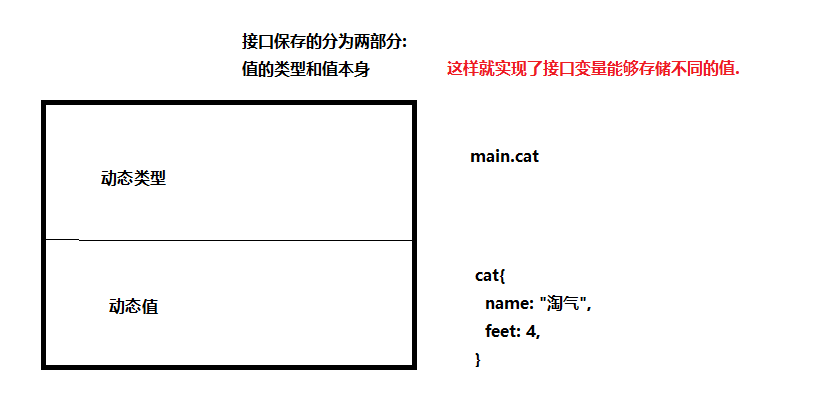 接口保存的分为两部分:
值的类型和值本身
这样就实现了接口变量能够存储不同的值.
动态类型
main.cat
动态值
cat{
name: "淘气",
feet: 4,
}